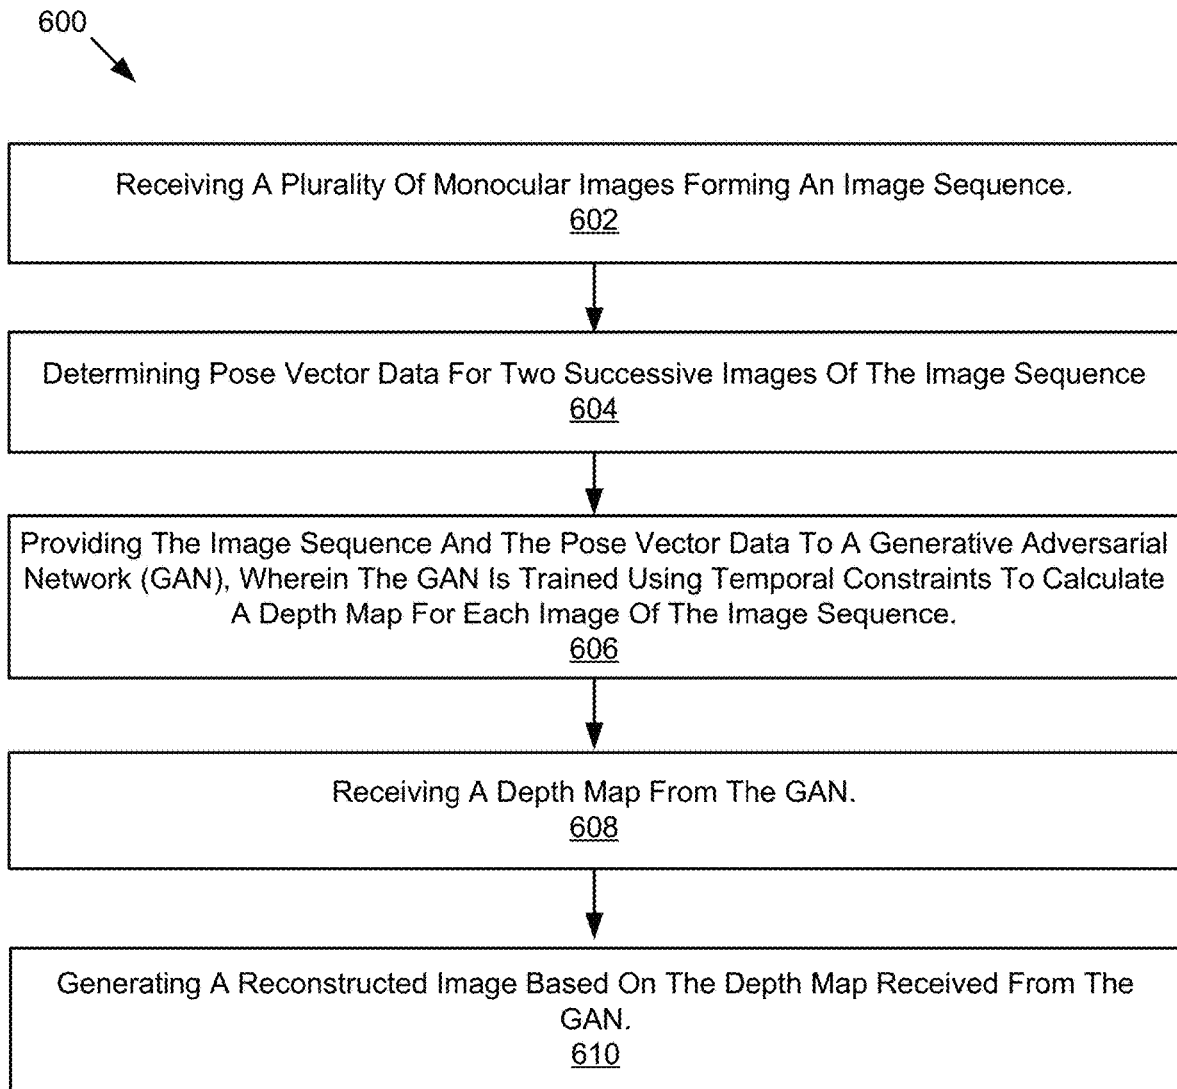 600
Receiving A Plurality Of Monocular Images Forming An Image Sequence.
602
Determining Pose Vector Data For Two Successive Images Of The Image Sequence
604
Providing The Image Sequence And The Pose Vector Data To A Generative Adversarial
Network (GAN), Wherein The GAN Is Trained Using Temporal Constraints To Calculate
A Depth Map For Each Image Of The Image Sequence.
606
Receiving A Depth Map From The GAN.
608
Generating A Reconstructed Image Based On The Depth Map Received From The
GAN.
610